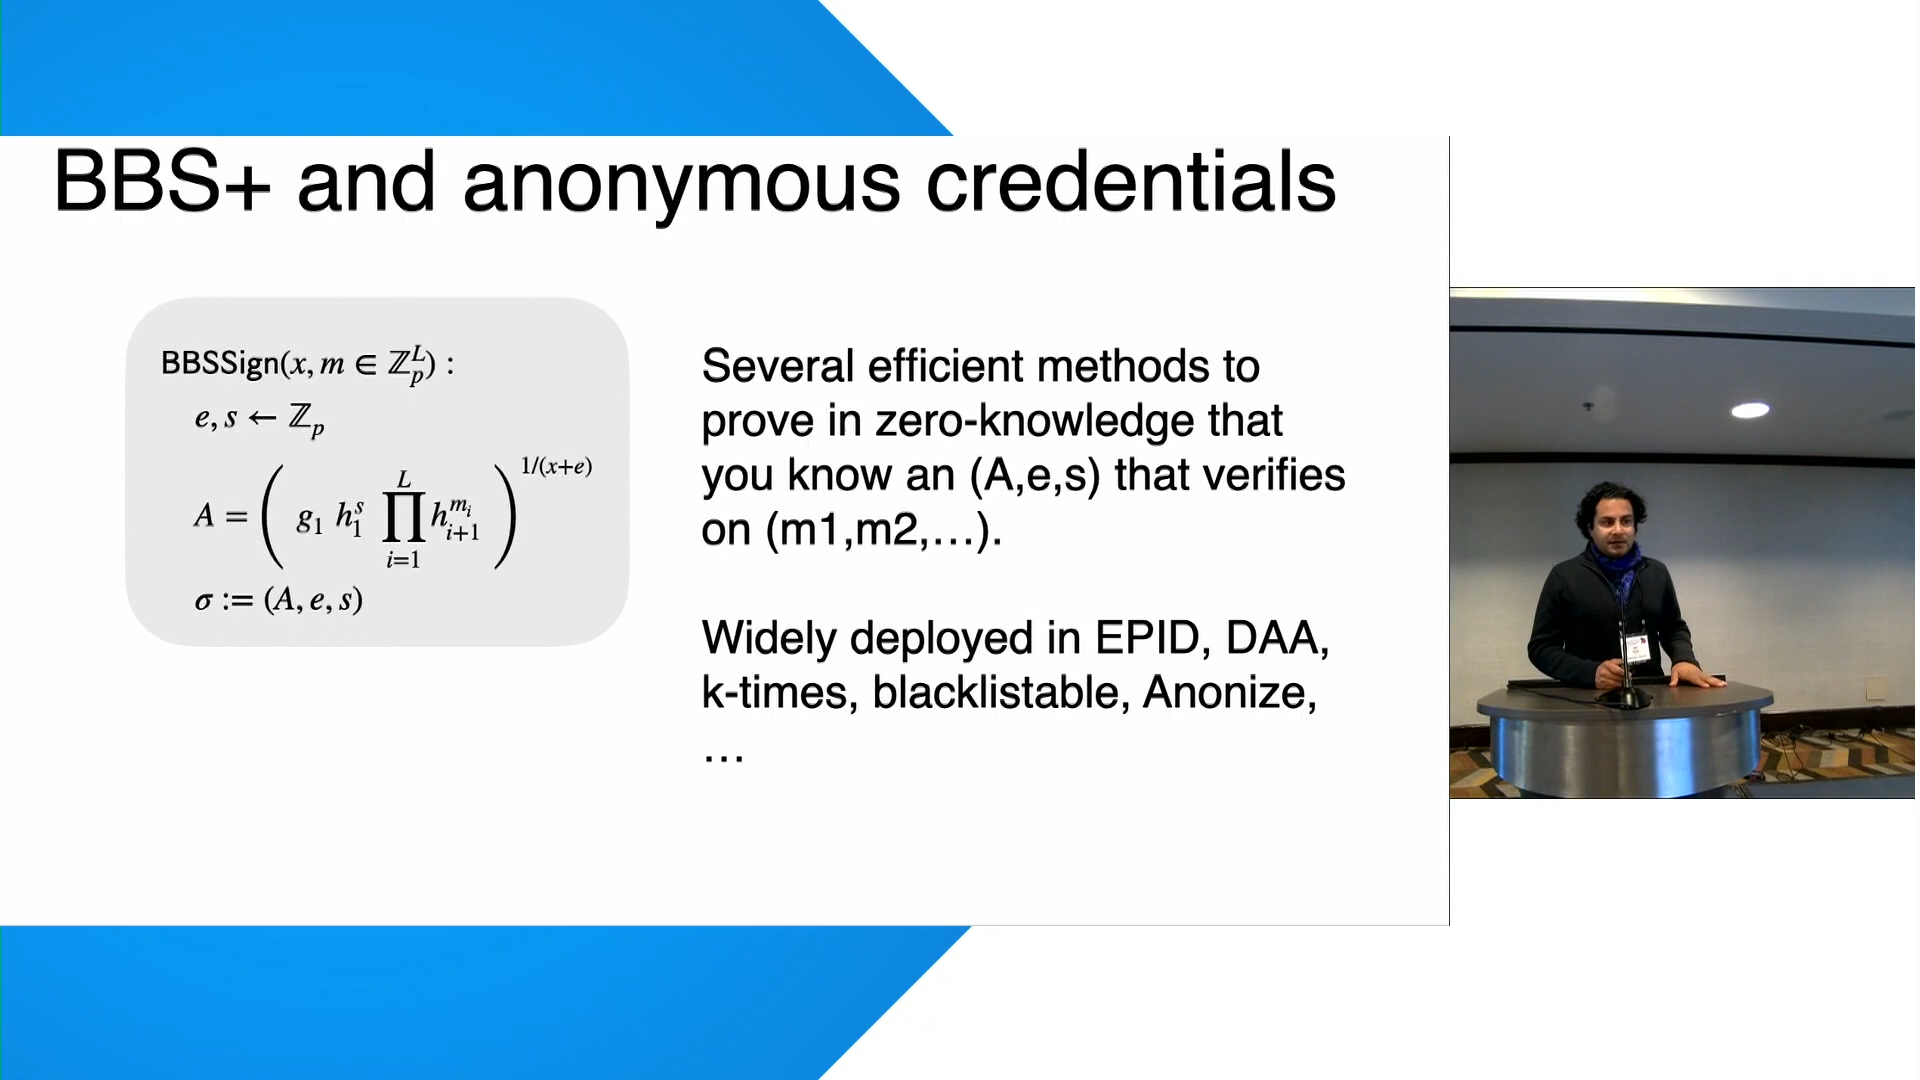 BBS+ and anonymous credentials
BBSSign(x, m ∈ ℤ_p^L) :
e, s ← ℤ_p
A = ( g_1 h_1^s ∏_{i=1}^{L} h_{i+1}^{m_i} )^{1/(x+e)}
σ := (A, e, s)
Several efficient methods to
prove in zero-knowledge that
you know an (A,e,s) that verifies
on (m1,m2,…).
Widely deployed in EPID, DAA,
k-times, blacklistable, Anonize,
…